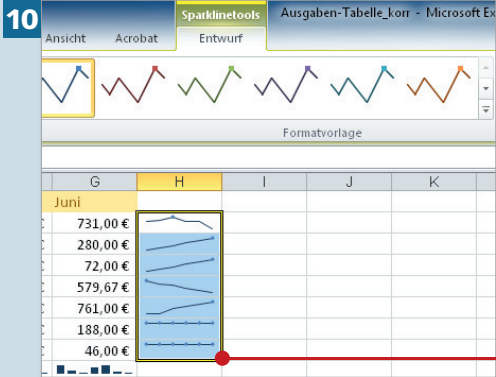 10
Sparklinetools Ausgaben-Tabelle_korr - Microsoft Ex
Ansicht Acrobat Entwurf
Formatvorlage
G H I J K
Juni
731,00 €
280,00 €
72,00 €
579,67 €
761,00 €
188,00 €
46,00 €